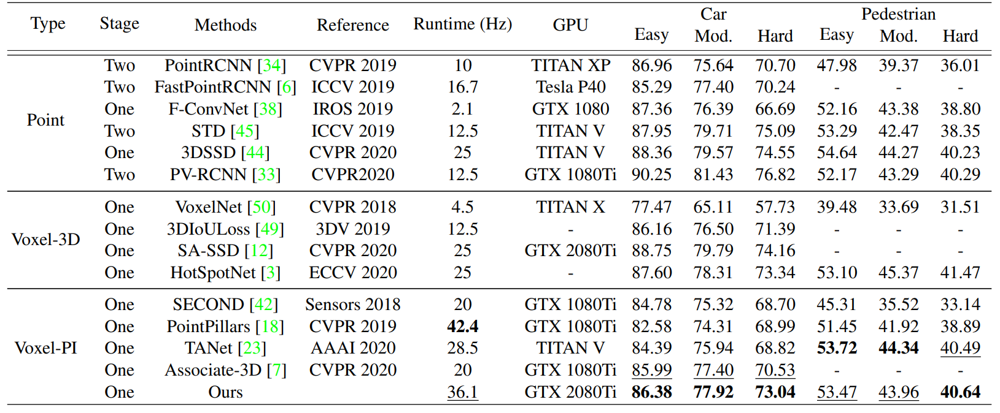 Type Stage Methods Reference Runtime (Hz) GPU Car Pedestrian
Easy Mod. Hard Easy Mod. Hard
Point
Two PointRCNN [34] CVPR 2019 10 TITAN XP 86.96 75.64 70.70 47.98 39.37 36.01
Two FastPointRCNN [6] ICCV 2019 16.7 Tesla P40 85.29 77.40 70.24 - - -
One F-ConvNet [38] IROS 2019 2.1 GTX 1080 87.36 76.39 66.69 52.16 43.38 38.80
Two STD [45] ICCV 2019 12.5 TITAN V 87.95 79.71 75.09 53.29 42.47 38.35
One 3DSSD [44] CVPR 2020 25 TITAN V 88.36 79.57 74.55 54.64 44.27 40.23
Two PV-RCNN [33] CVPR2020 12.5 GTX 1080Ti 90.25 81.43 76.82 52.17 43.29 40.29
Voxel-3D
One VoxelNet [50] CVPR 2018 4.5 TITAN X 77.47 65.11 57.73 39.48 33.69 31.51
One 3DIoULoss [49] 3DV 2019 12.5 - 86.16 76.50 71.39 - - -
One SA-SSD [12] CVPR 2020 25 GTX 2080Ti 88.75 79.79 74.16 - - -
One HotSpotNet [3] ECCV 2020 25 - 87.60 78.31 73.34 53.10 45.37 41.47
Voxel-PI
One SECOND [42] Sensors 2018 20 GTX 1080Ti 84.78 75.32 68.70 45.31 35.52 33.14
One PointPillars [18] CVPR 2019 42.4 GTX 1080Ti 82.58 74.31 68.99 51.45 41.92 38.89
One TANet [23] AAAI 2020 28.5 TITAN V 84.39 75.94 68.82 53.72 44.34 40.49
One Associate-3D [7] CVPR 2020 20 GTX 1080Ti 85.99 77.40 70.53 - - -
One Ours 36.1 GTX 2080Ti 86.38 77.92 73.04 53.47 43.96 40.64